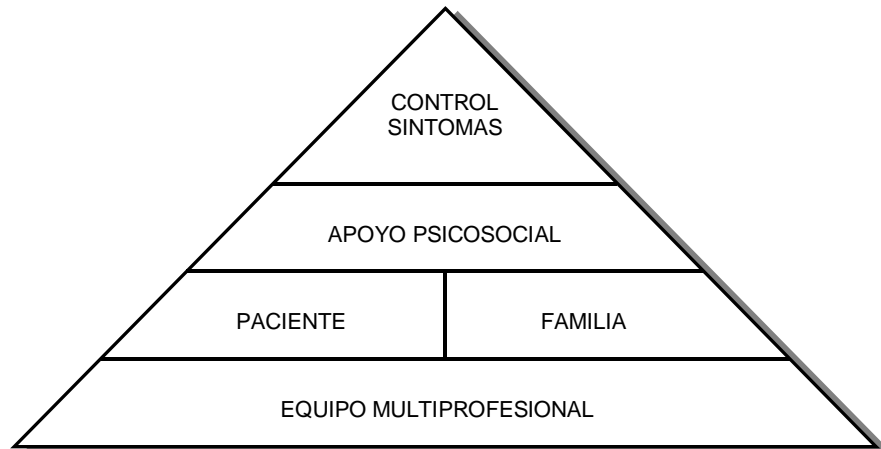 CONTROL
SINTOMAS
APOYO PSICOSOCIAL
PACIENTE
FAMILIA
EQUIPO MULTIPROFESIONAL